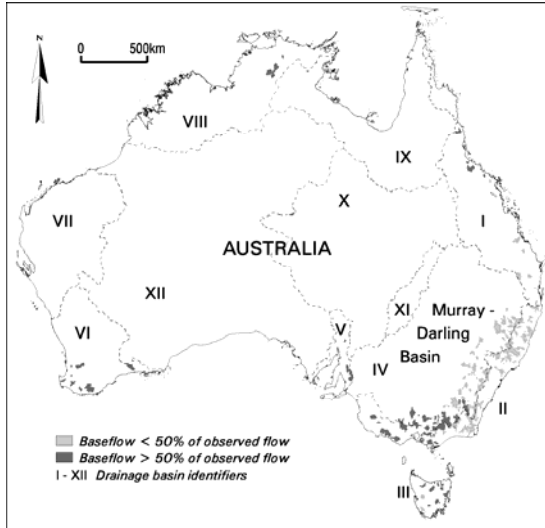 N
0 500km
VIII
IX
VII
X
I
AUSTRALIA
XII
XI
Murray -
Darling
Basin
VI
V
IV
II
Baseflow < 50% of observed flow
Baseflow > 50% of observed flow
I - XII Drainage basin identifiers
III